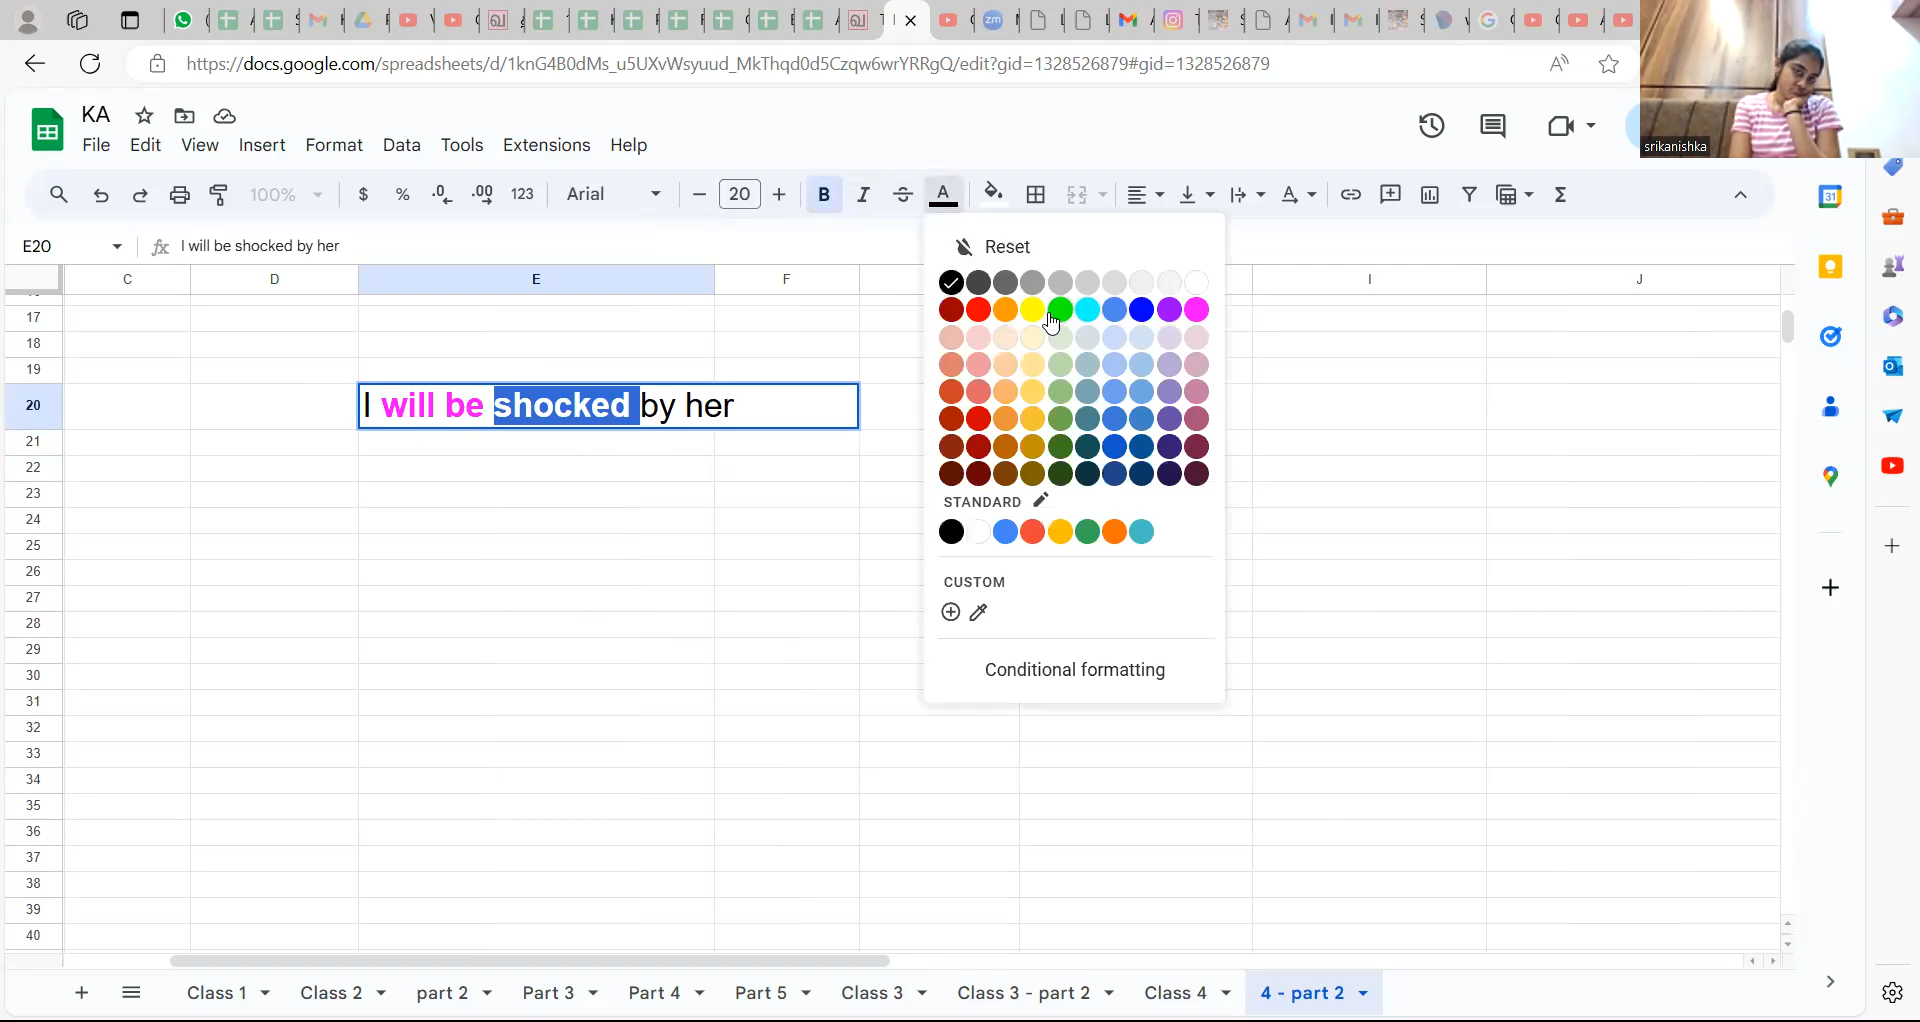 https://docs.google.com/spreadsheets/d/1knG4B0dMs_u5UXvWsyuud_MkThqd0d5Czqw6wrYRRgQ/edit?gid=1328526879#gid=1328526879
KA
File Edit View Insert Format Data Tools Extensions Help
srikanishka
100% $ % .0 .00 123 Arial 20 B I S A
E20 fx I will be shocked by her
Reset
C D E F I J
17
18
19
20 I will be shocked by her
21
22
23
24
25
26
27
28
29
30
31
32
33
34
35
36
37
38
39
40
STANDARD
CUSTOM
Conditional formatting
Class 1 Class 2 part 2 Part 3 Part 4 Part 5 Class 3 Class 3 - part 2 Class 4 4 - part 2